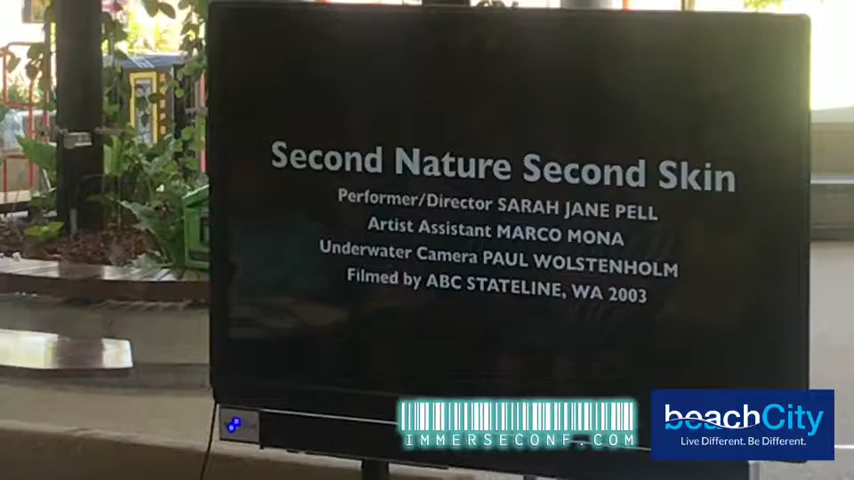 Second Nature Second Skin
Performer/Director SARAH JANE PELL
Artist Assistant MARCO MONA
Underwater Camera PAUL WOLSTENHOLM
Filmed by ABC STATELINE, WA 2003
IMMERSECONF.COM
beachCity
Live Different. Be Different.